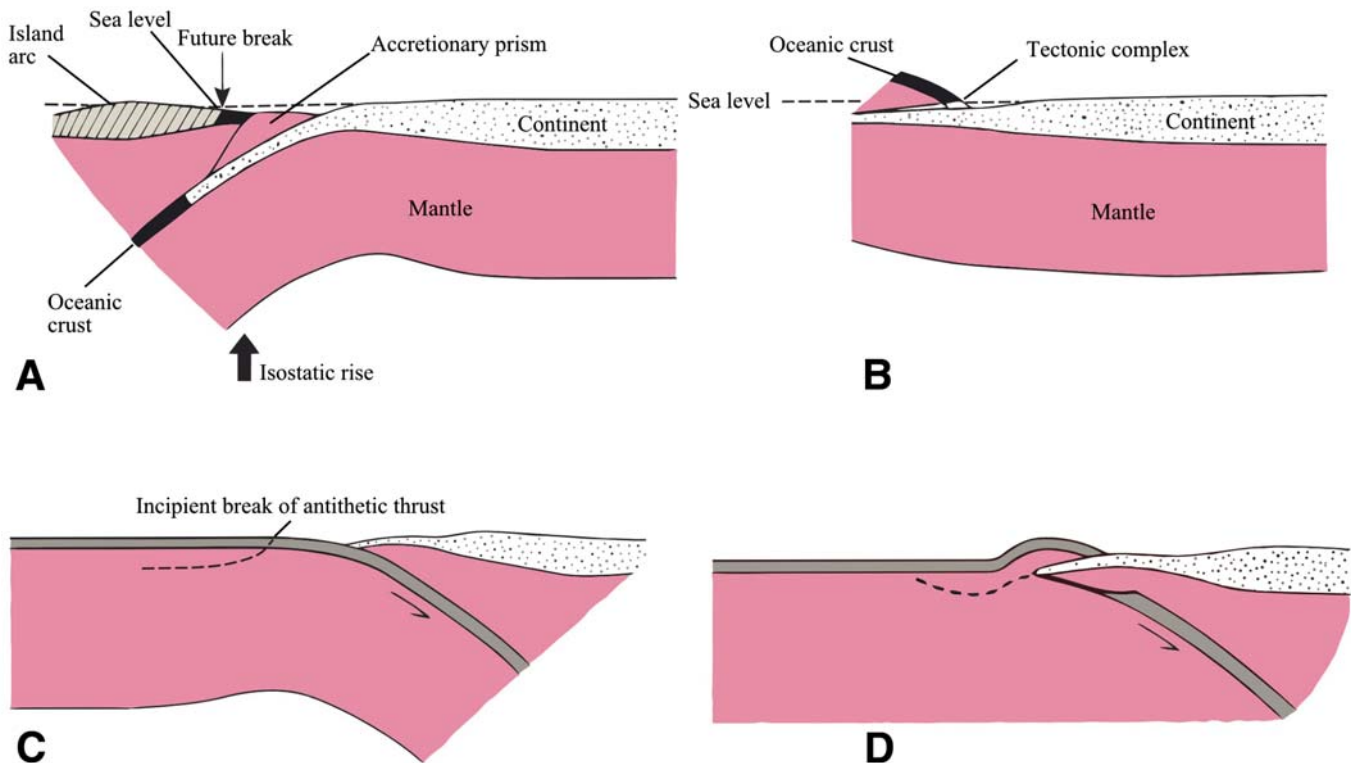 Island
arc
Sea level
Future break
Accretionary prism
Continent
Mantle
Oceanic
crust
Isostatic rise
A
Oceanic crust
Tectonic complex
Sea level
Continent
Mantle
B
Incipient break of antithetic thrust
C
D